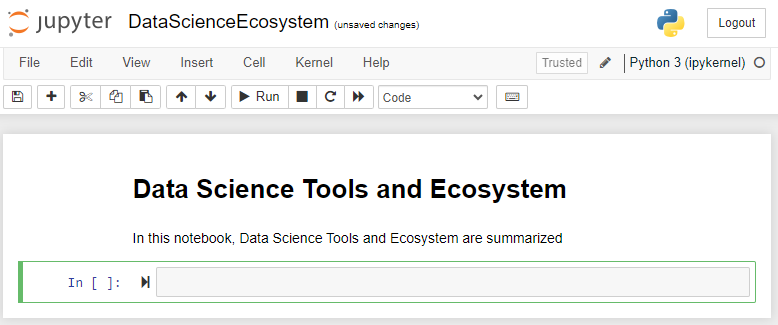 jupyter DataScienceEcosystem (unsaved changes) Logout
File Edit View Insert Cell Kernel Help Trusted Python 3 (ipykernel)
Run Code
Data Science Tools and Ecosystem
In this notebook, Data Science Tools and Ecosystem are summarized
In [ ]: